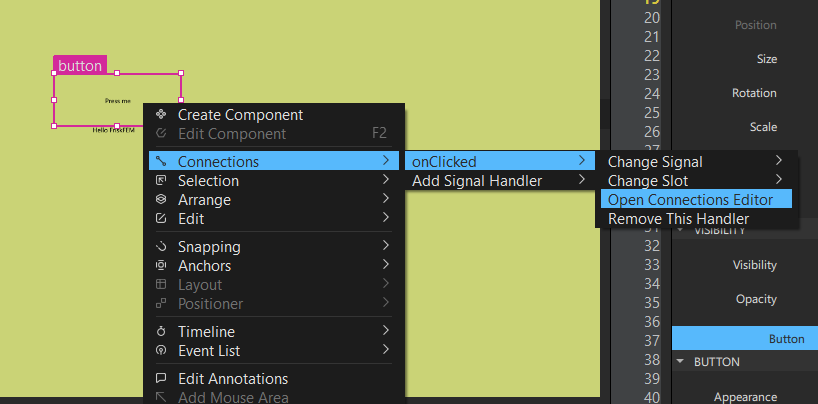 button
Press me
Hello FriskFEM
Create Component
Edit Component F2
Connections
Selection
Arrange
Edit
Snapping
Anchors
Layout
Positioner
Timeline
Event List
Edit Annotations
Add Mouse Area
onClicked
Add Signal Handler
Change Signal
Change Slot
Open Connections Editor
Remove This Handler
19
20
21
22
23
24
25
26
27
31
32
33
34
35
36
37
38
39
40
Position
Size
Rotation
Scale
VISIBILITY
Visibility
Opacity
Button
BUTTON
Appearance